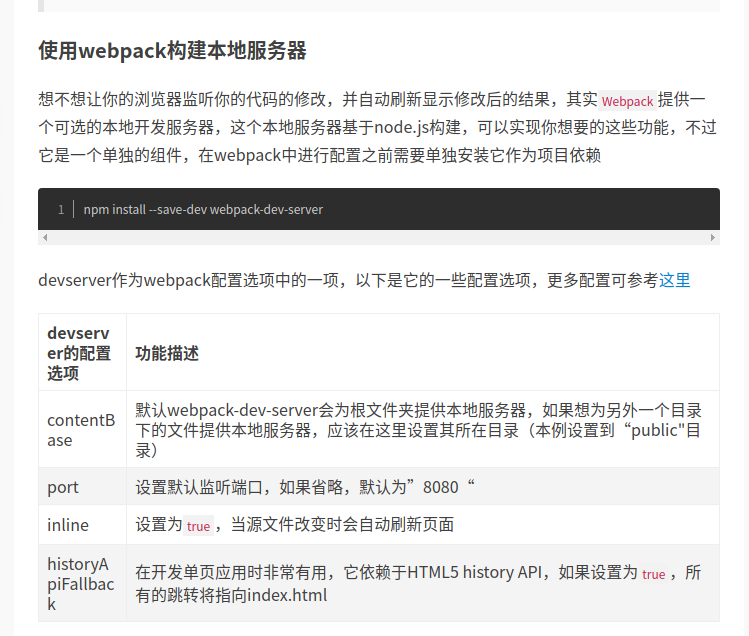 使用webpack构建本地服务器
想不想让你的浏览器监听你的代码的修改，并自动刷新显示修改后的结果，其实 Webpack 提供一
个可选的本地开发服务器，这个本地服务器基于node.js构建，可以实现你想要的这些功能，不过
它是一个单独的组件，在webpack中进行配置之前需要单独安装它作为项目依赖
1 npm install --save-dev webpack-dev-server
devserver作为webpack配置选项中的一项，以下是它的一些配置选项，更多配置可参考这里
devserv
er的配置
选项
功能描述
contentB
ase
默认webpack-dev-server会为根文件夹提供本地服务器，如果想为另外一个目录
下的文件提供本地服务器，应该在这里设置其所在目录（本例设置到“public"目
录）
port
设置默认监听端口，如果省略，默认为”8080“
inline
设置为 true ，当源文件改变时会自动刷新页面
historyA
piFallbac
k
在开发单页应用时非常有用，它依赖于HTML5 history API，如果设置为 true ，所
有的跳转将指向index.html